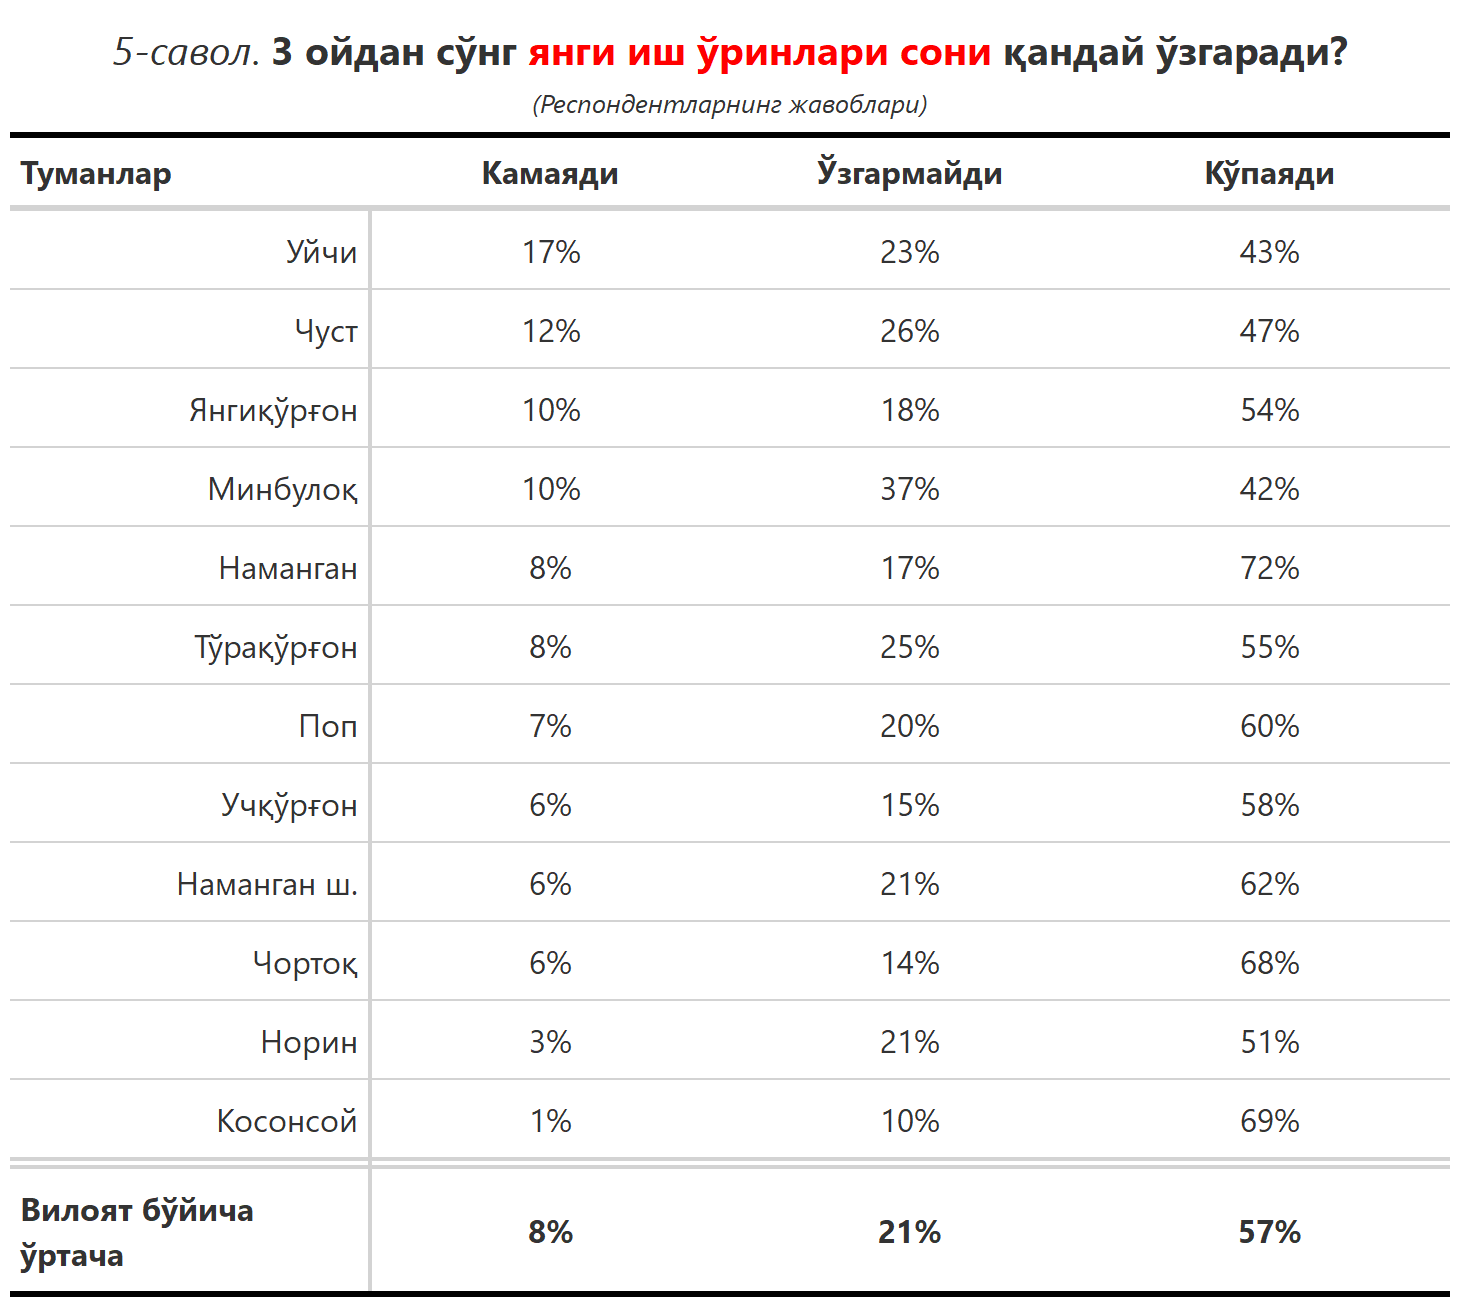 5-савол. 3 ойдан сўнг янги иш ўринлари сони қандай ўзгаради?
(Респондентларнинг жавоблари)
Туманлар Камаяди Ўзгармайди Кўпаяди
Уйчи 17% 23% 43%
Чуст 12% 26% 47%
Янгиқўрғон 10% 18% 54%
Минбулоқ 10% 37% 42%
Наманган 8% 17% 72%
Тўрақўрғон 8% 25% 55%
Поп 7% 20% 60%
Учқўрғон 6% 15% 58%
Наманган ш. 6% 21% 62%
Чортоқ 6% 14% 68%
Норин 3% 21% 51%
Косонсой 1% 10% 69%
Вилоят бўйича
ўртача 8% 21% 57%